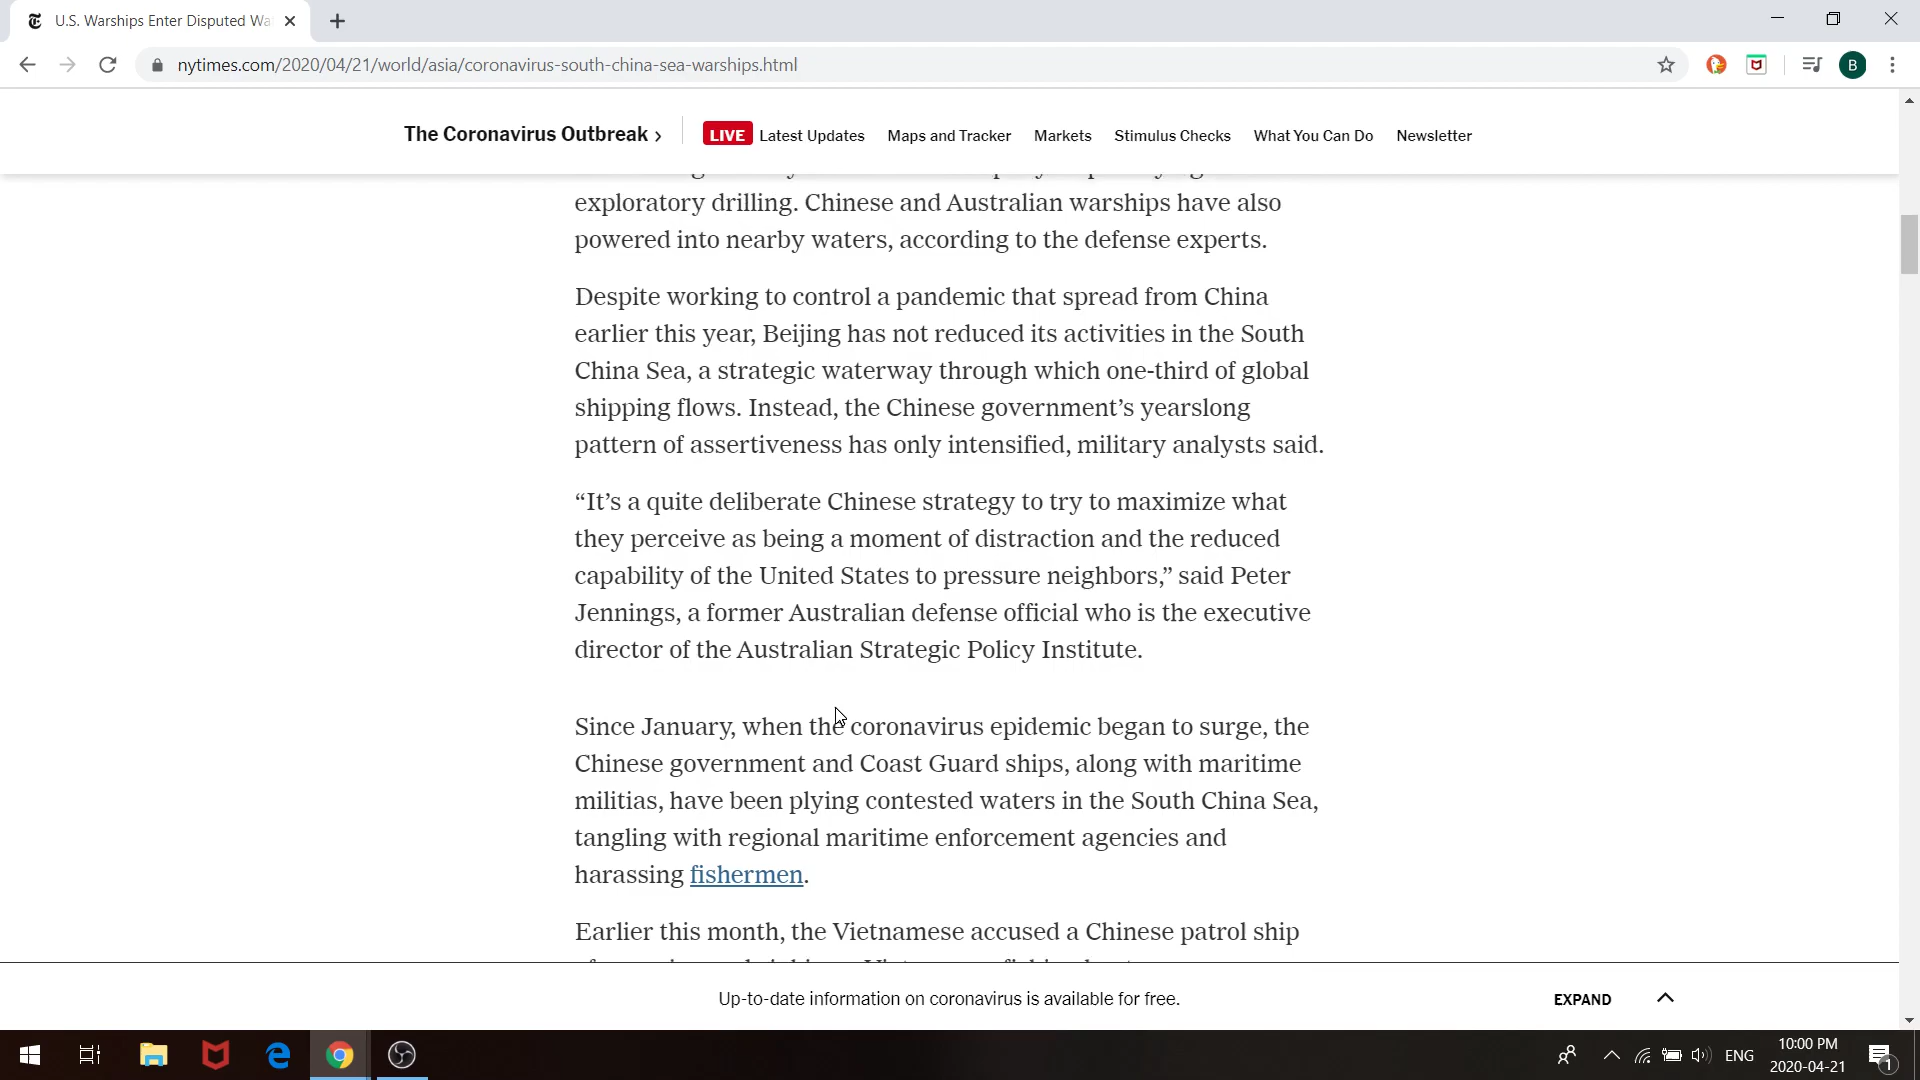 U.S. Warships Enter Disputed Wa
nytimes.com/2020/04/21/world/asia/coronavirus-south-china-sea-warships.html
B
The Coronavirus Outbreak ›
LIVE Latest Updates Maps and Tracker Markets Stimulus Checks What You Can Do Newsletter
exploratory drilling. Chinese and Australian warships have also
powered into nearby waters, according to the defense experts.
Despite working to control a pandemic that spread from China
earlier this year, Beijing has not reduced its activities in the South
China Sea, a strategic waterway through which one-third of global
shipping flows. Instead, the Chinese government’s yearslong
pattern of assertiveness has only intensified, military analysts said.
“It’s a quite deliberate Chinese strategy to try to maximize what
they perceive as being a moment of distraction and the reduced
capability of the United States to pressure neighbors,” said Peter
Jennings, a former Australian defense official who is the executive
director of the Australian Strategic Policy Institute.
Since January, when the coronavirus epidemic began to surge, the
Chinese government and Coast Guard ships, along with maritime
militias, have been plying contested waters in the South China Sea,
tangling with regional maritime enforcement agencies and
harassing fishermen.
Earlier this month, the Vietnamese accused a Chinese patrol ship
Up-to-date information on coronavirus is available for free.
EXPAND
ENG
10:00 PM
2020-04-21
1